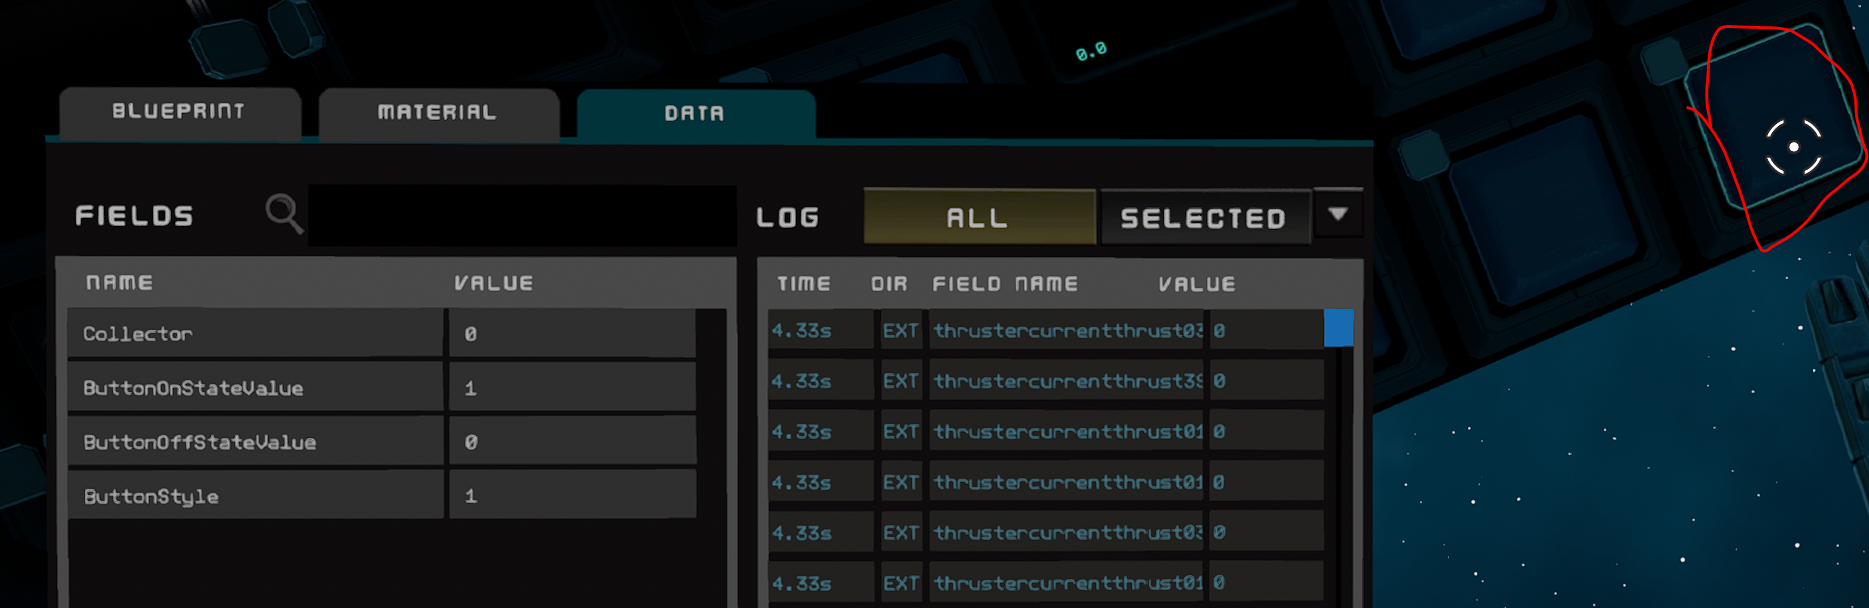 0.0
BLUEPRINT MATERIAL DATA
FIELDS LOG ALL SELECTED
NAME VALUE TIME DIR FIELD NAME VALUE
Collector 0
ButtonOnStateValue 1
ButtonOffStateValue 0
ButtonStyle 1
4.33s EXT thrustercurrentthrust03 0
4.33s EXT thrustercurrentthrust39 0
4.33s EXT thrustercurrentthrust01 0
4.33s EXT thrustercurrentthrust01 0
4.33s EXT thrustercurrentthrust03 0
4.33s EXT thrustercurrentthrust01 0